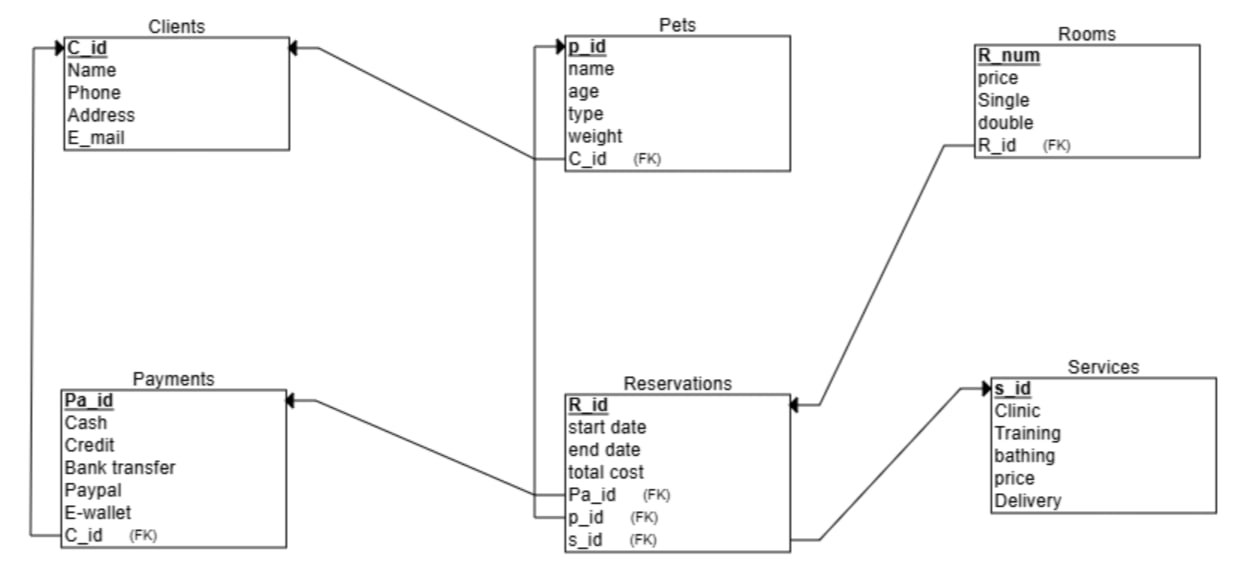 Clients
C_id
Name
Phone
Address
E_mail
Pets
p_id
name
age
type
weight
C_id (FK)
Rooms
R_num
price
Single
double
R_id (FK)
Payments
Pa_id
Cash
Credit
Bank transfer
Paypal
E-wallet
C_id (FK)
Reservations
R_id
start date
end date
total cost
Pa_id (FK)
p_id (FK)
s_id (FK)
Services
s_id
Clinic
Training
bathing
price
Delivery